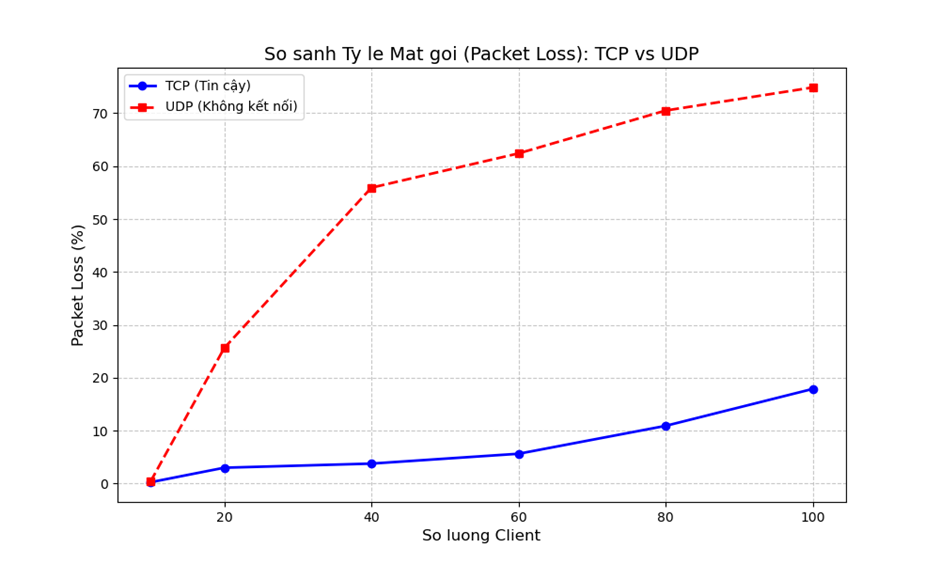 So sanh Ty le Mat goi (Packet Loss): TCP vs UDP
TCP (Tin cậy)
UDP (Không kết nối)
70
60
50
40
30
20
10
0
Packet Loss (%)
20 40 60 80 100
So luong Client